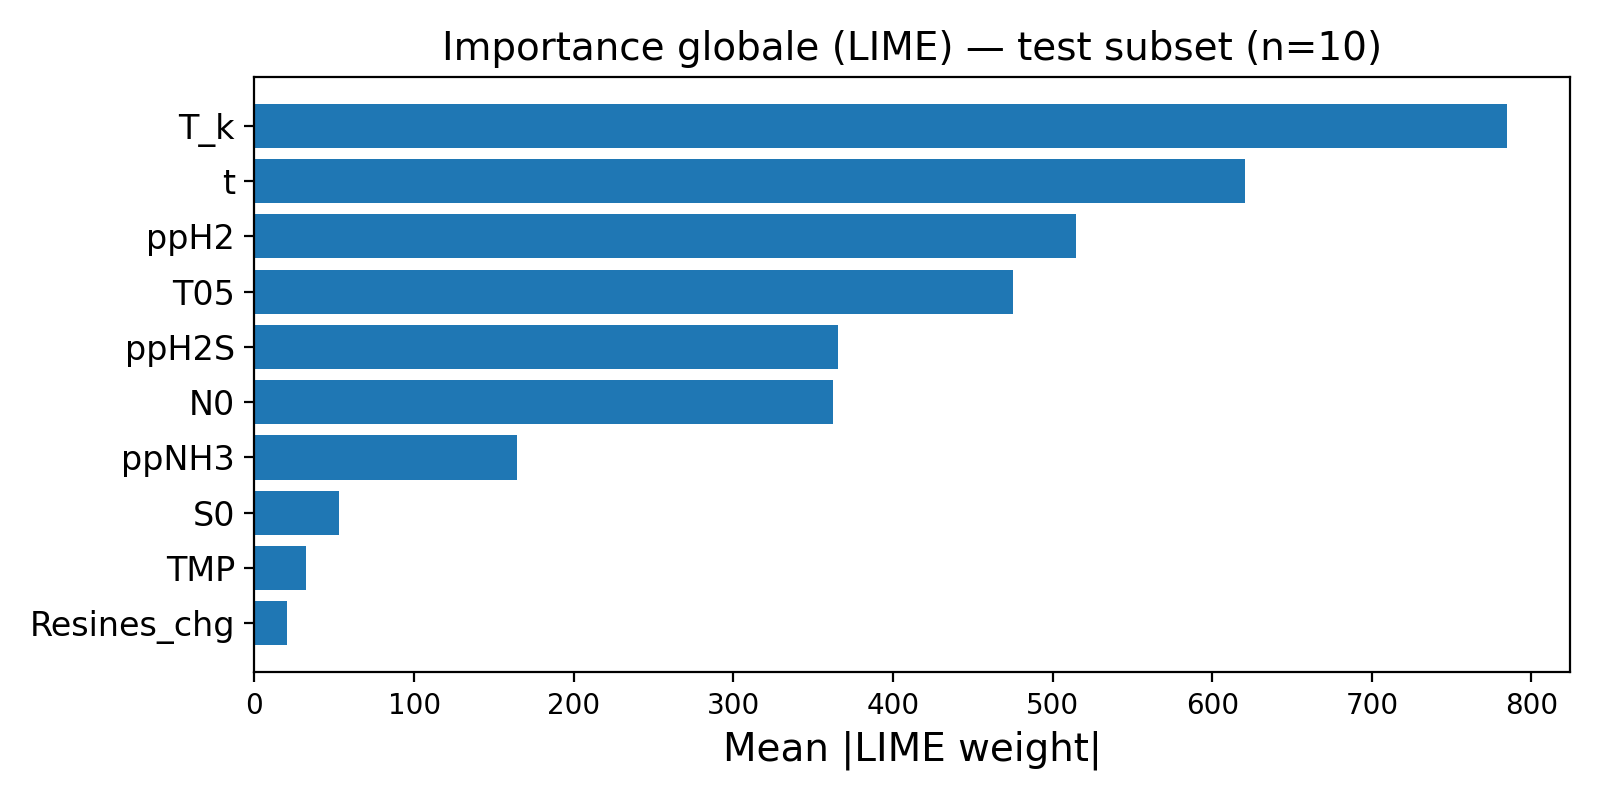 Importance globale (LIME) — test subset (n=10)
T_k
t
ppH2
T05
ppH2S
N0
ppNH3
S0
TMP
Resines_chg
0 100 200 300 400 500 600 700 800
Mean |LIME weight|